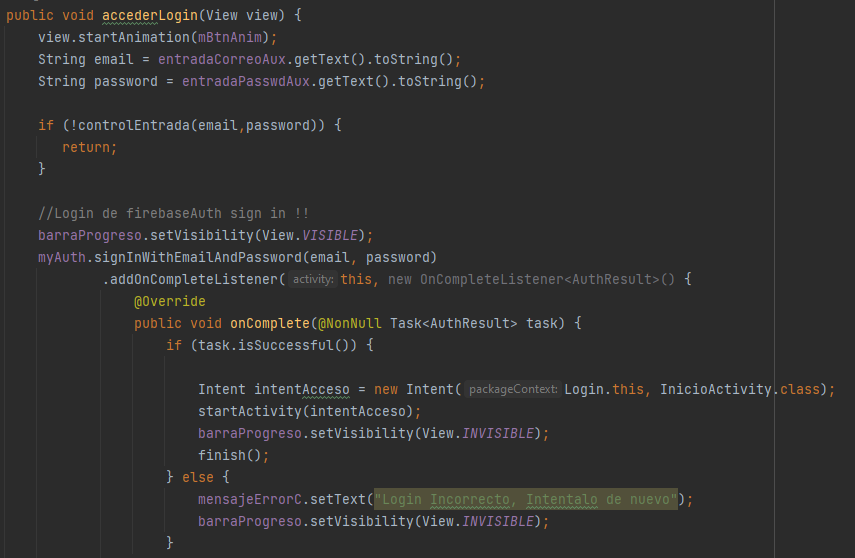 public void accederLogin(View view) {
view.startAnimation(mBtnAnim);
String email = entradaCorreoAux.getText().toString();
String password = entradaPasswdAux.getText().toString();
if (!controlEntrada(email,password)) {
return;
}
//Login de firebaseAuth sign in !!
barraProgreso.setVisibility(View.VISIBLE);
myAuth.signInWithEmailAndPassword(email, password)
.addOnCompleteListener( activity: this, new OnCompleteListener<AuthResult>() {
@Override
public void onComplete(@NonNull Task<AuthResult> task) {
if (task.isSuccessful()) {
Intent intentAcceso = new Intent( packageContext: Login.this, InicioActivity.class);
startActivity(intentAcceso);
barraProgreso.setVisibility(View.INVISIBLE);
finish();
} else {
mensajeErrorC.setText("Login Incorrecto, Intentalo de nuevo");
barraProgreso.setVisibility(View.INVISIBLE);
}